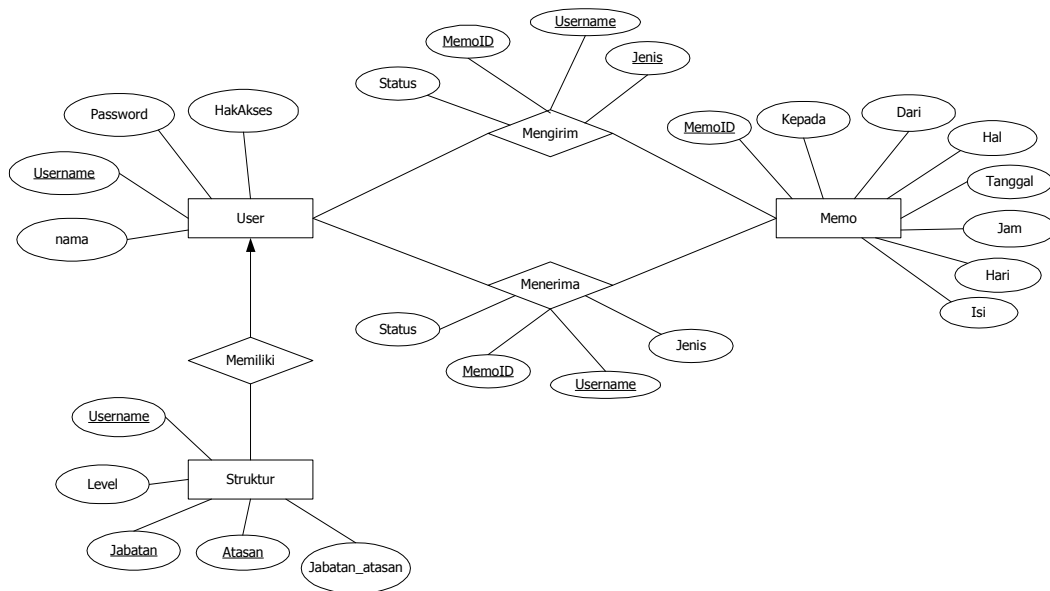 Username
MemoID
Jenis
Status
Mengirim
HakAkses
Password
Username
nama
User
MemoID
Kepada
Dari
Hal
Tanggal
Jam
Hari
Isi
Memo
Menerima
Status
MemoID
Username
Jenis
Memiliki
Username
Level
Struktur
Jabatan
Atasan
Jabatan_atasan